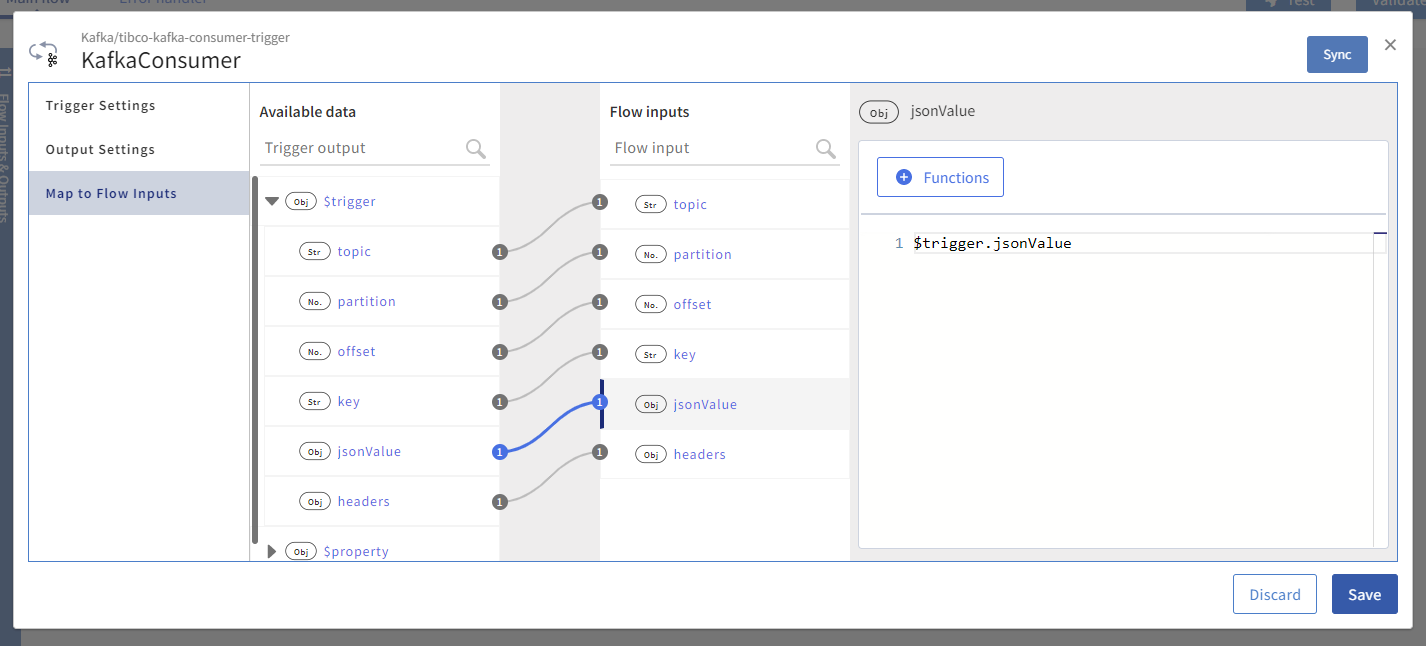 Main flow
Error handler
Test
Validate
Flow Inputs & Outputs
Kafka/tibco-kafka-consumer-trigger
KafkaConsumer
Sync
Trigger Settings
Output Settings
Map to Flow Inputs
Available data
Trigger output
Obj $trigger
Str topic 1
No. partition 1
No. offset 1
Str key 1
Obj jsonValue 1
Obj headers 1
Obj $property
Flow inputs
Flow input
1 Str topic
1 No. partition
1 No. offset
1 Str key
1 Obj jsonValue
1 Obj headers
Obj jsonValue
Functions
1 $trigger.jsonValue
Discard
Save